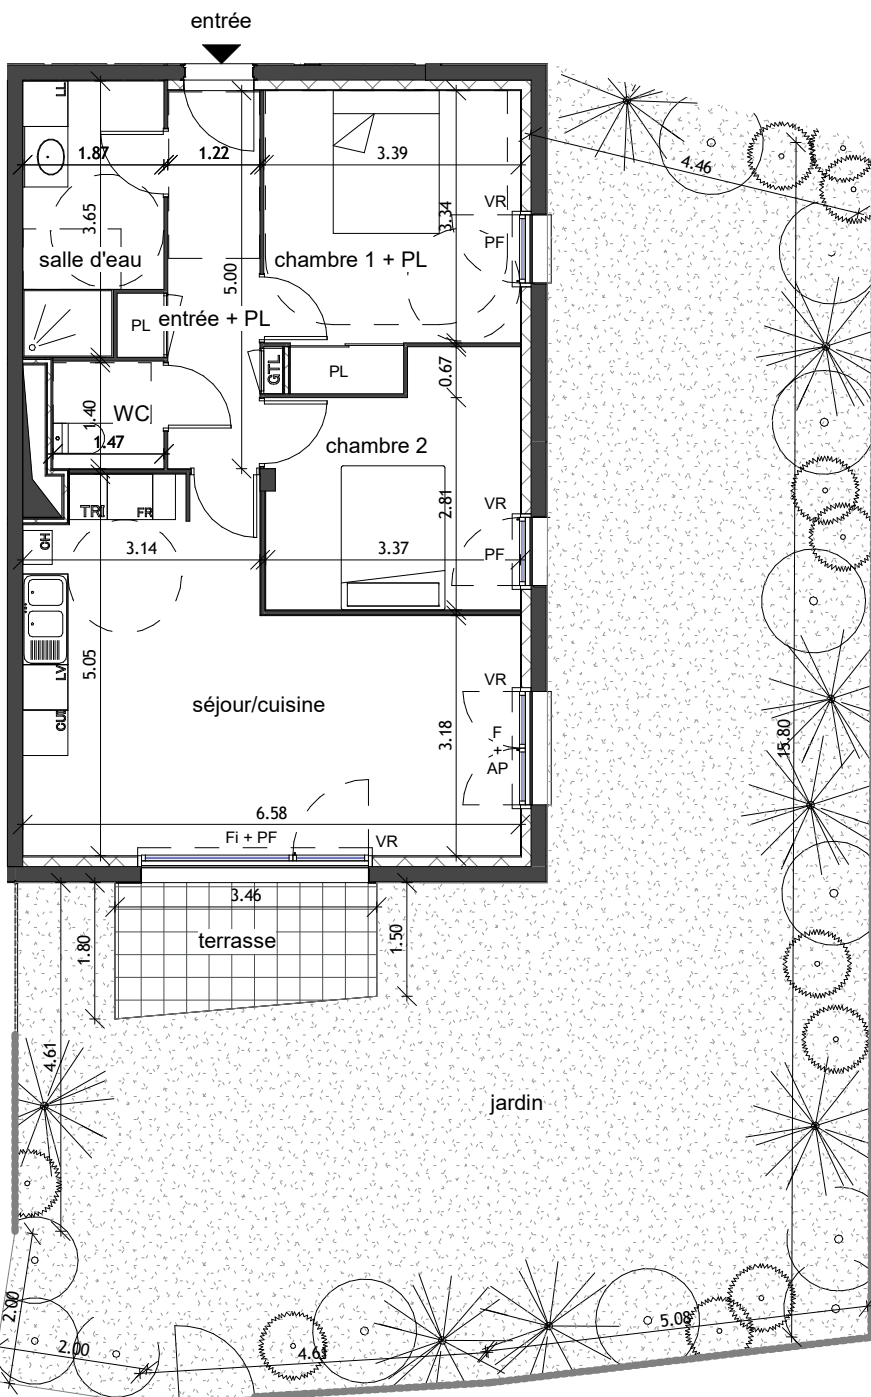 entrée
LL
1.87
1.22
3.39
4.46
3.65
3.34
VR
PF
salle d'eau
5.00
chambre 1 + PL
PL
entrée + PL
GTL
PL
0.67
1.40
WC
1.47
chambre 2
TRI
FR
2.81
VR
CH
3.14
3.37
PF
5.05
LV
CUI
séjour/cuisine
VR
3.18
F
+
AP
15.80
6.58
Fi + PF
VR
3.46
1.80
terrasse
1.50
4.61
jardin
2.00
2.00
5.08